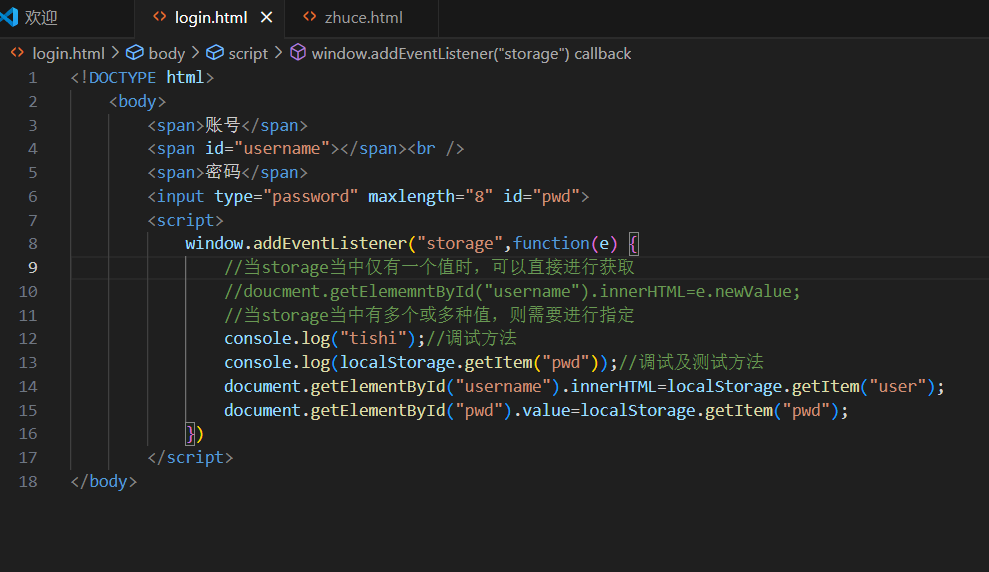 欢迎 login.html × zhuce.html
login.html > body > script > window.addEventListener("storage") callback
1 <!DOCTYPE html>
2 <body>
3 <span>账号</span>
4 <span id="username"></span><br />
5 <span>密码</span>
6 <input type="password" maxlength="8" id="pwd">
7 <script>
8 window.addEventListener("storage",function(e) {
9 //当storage当中仅有一个值时，可以直接进行获取
10 //doucment.getElememntById("username").innerHTML=e.newValue;
11 //当storage当中有多个或多种值，则需要进行指定
12 console.log("tishi");//调试方法
13 console.log(localStorage.getItem("pwd"));//调试及测试方法
14 document.getElementById("username").innerHTML=localStorage.getItem("user");
15 document.getElementById("pwd").value=localStorage.getItem("pwd");
16 })
17 </script>
18 </body>